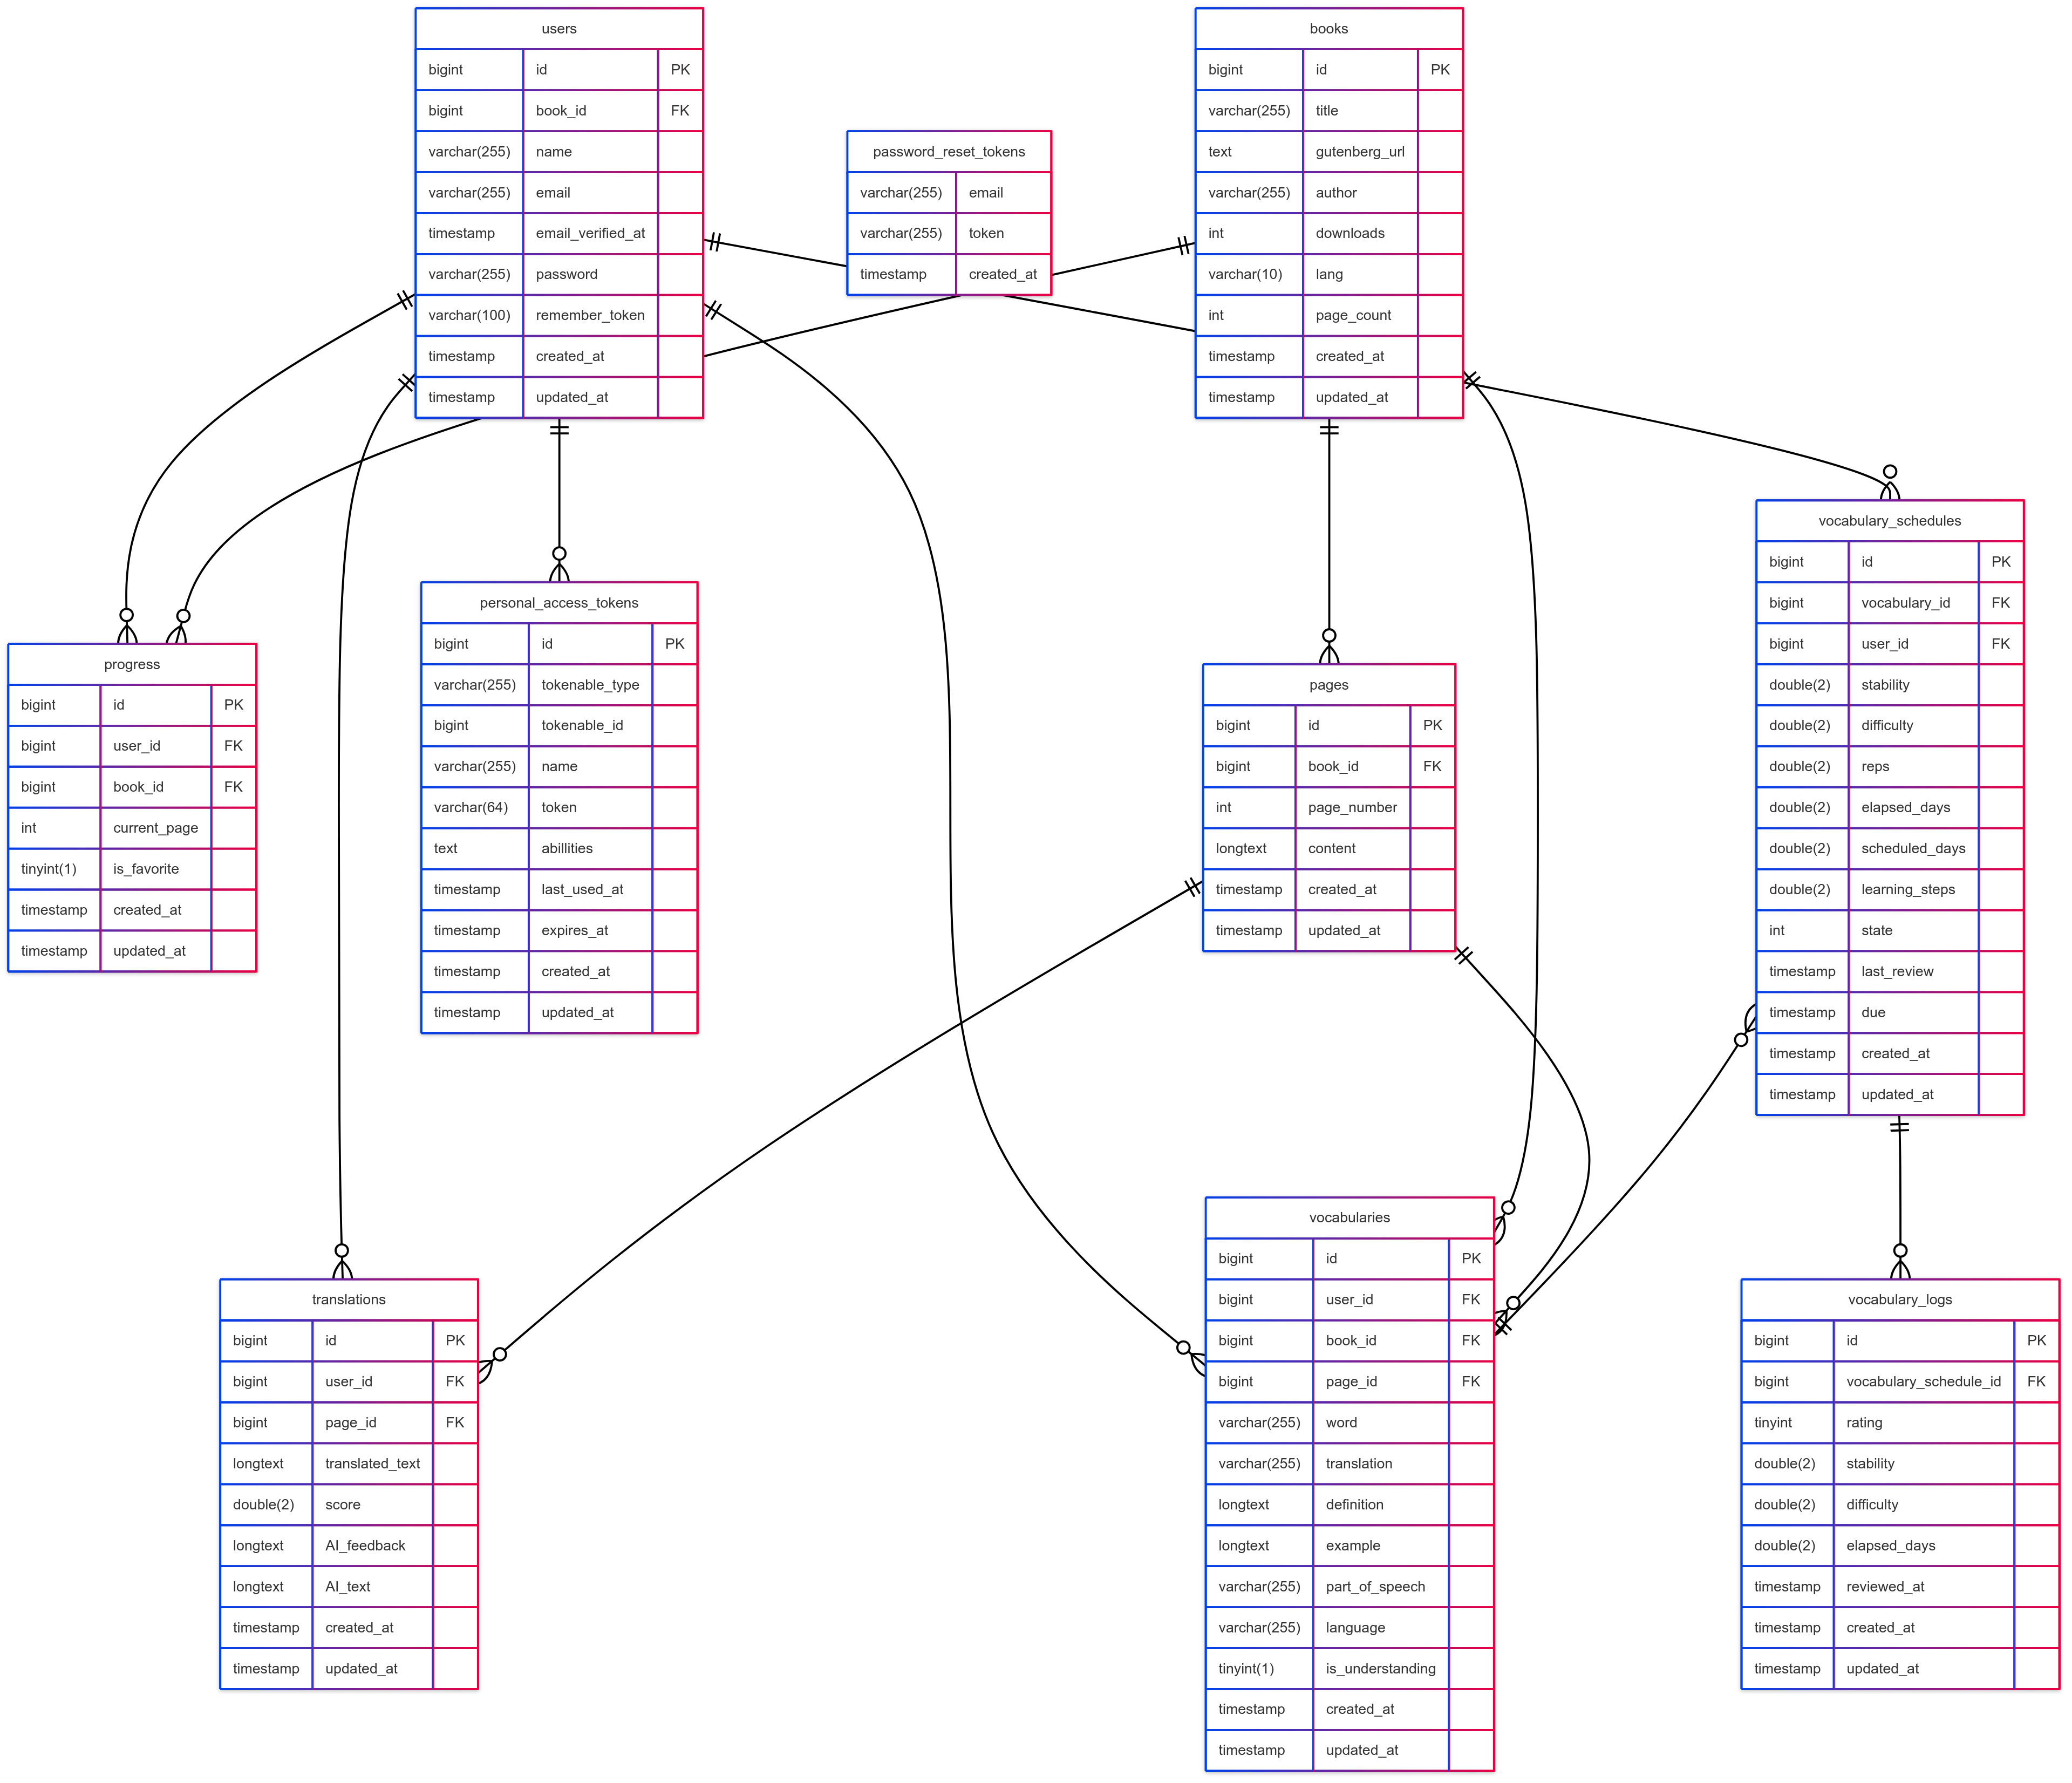 users
bigint id PK
bigint book_id FK
varchar(255) name
varchar(255) email
timestamp email_verified_at
varchar(255) password
varchar(100) remember_token
timestamp created_at
timestamp updated_at
password_reset_tokens
varchar(255) email
varchar(255) token
timestamp created_at
books
bigint id PK
varchar(255) title
text gutenberg_url
varchar(255) author
int downloads
varchar(10) lang
int page_count
timestamp created_at
timestamp updated_at
progress
bigint id PK
bigint user_id FK
bigint book_id FK
int current_page
tinyint(1) is_favorite
timestamp created_at
timestamp updated_at
personal_access_tokens
bigint id PK
varchar(255) tokenable_type
bigint tokenable_id
varchar(255) name
varchar(64) token
text abillities
timestamp last_used_at
timestamp expires_at
timestamp created_at
timestamp updated_at
pages
bigint id PK
bigint book_id FK
int page_number
longtext content
timestamp created_at
timestamp updated_at
vocabulary_schedules
bigint id PK
bigint vocabulary_id FK
bigint user_id FK
double(2) stability
double(2) difficulty
double(2) reps
double(2) elapsed_days
double(2) scheduled_days
double(2) learning_steps
int state
timestamp last_review
timestamp due
timestamp created_at
timestamp updated_at
translations
bigint id PK
bigint user_id FK
bigint page_id FK
longtext translated_text
double(2) score
longtext AI_feedback
longtext AI_text
timestamp created_at
timestamp updated_at
vocabularies
bigint id PK
bigint user_id FK
bigint book_id FK
bigint page_id FK
varchar(255) word
varchar(255) translation
longtext definition
longtext example
varchar(255) part_of_speech
varchar(255) language
tinyint(1) is_understanding
timestamp created_at
timestamp updated_at
vocabulary_logs
bigint id PK
bigint vocabulary_schedule_id FK
tinyint rating
double(2) stability
double(2) difficulty
double(2) elapsed_days
timestamp reviewed_at
timestamp created_at
timestamp updated_at